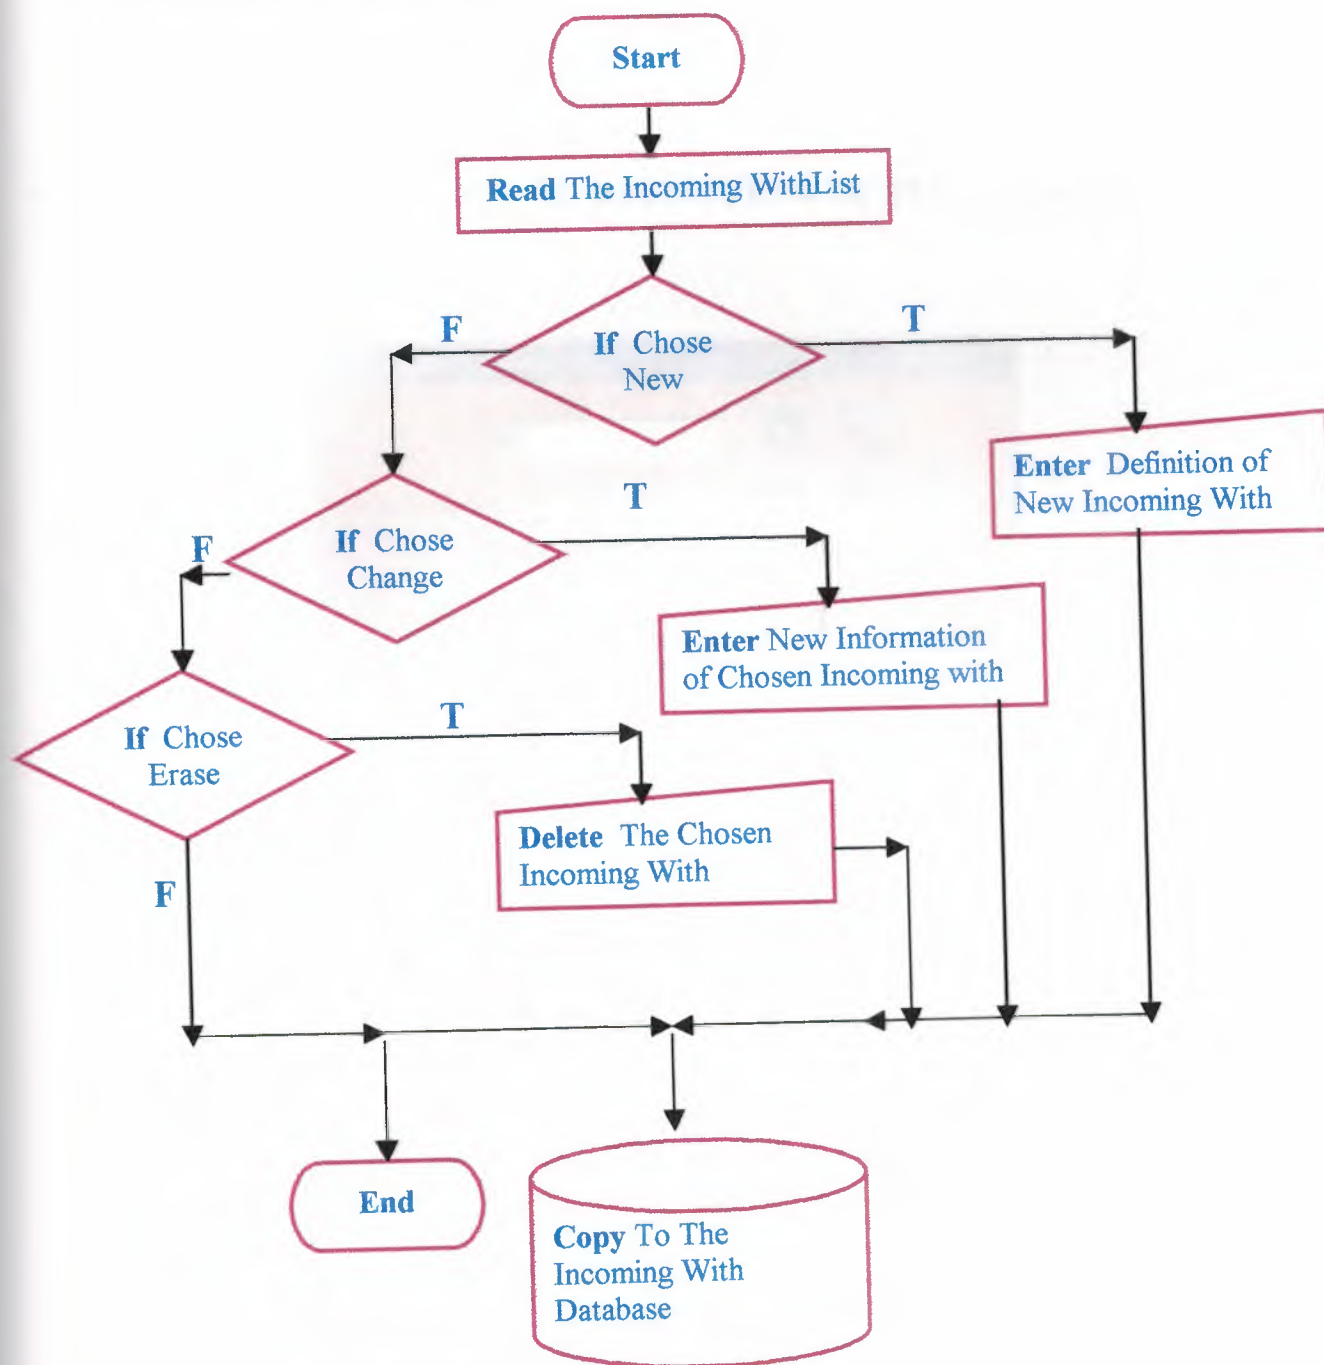 Start
Read The Incoming WithList
F
T
If Chose
New
Enter Definition of
New Incoming With
T
F
If Chose
Change
Enter New Information
of Chosen Incoming with
T
If Chose
Erase
Delete The Chosen
Incoming With
F
End
Copy To The
Incoming With
Database